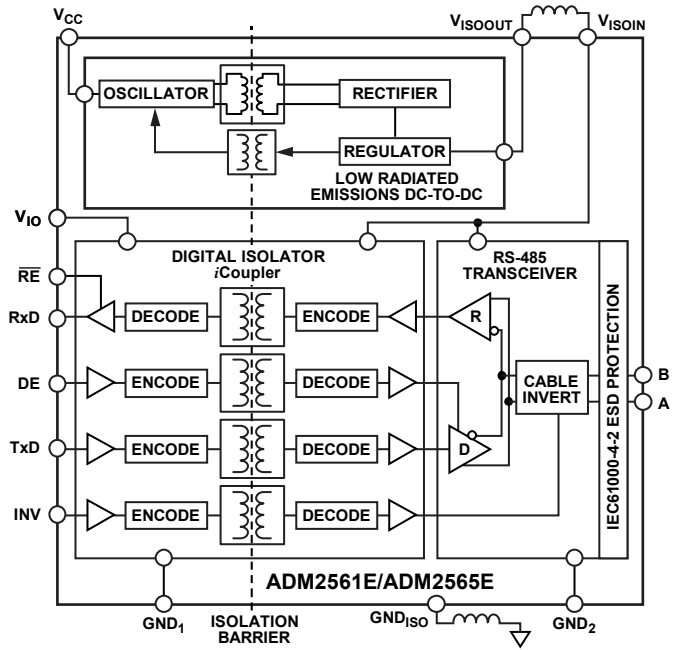 VCC
VISOOUT
VISOIN
OSCILLATOR
RECTIFIER
REGULATOR
LOW RADIATED
EMISSIONS DC-TO-DC
VIO
DIGITAL ISOLATOR
iCoupler
RS-485
TRANSCEIVER
RE
RxD
DECODE
ENCODE
R
DE
ENCODE
DECODE
CABLE
INVERT
B
A
IEC61000-4-2 ESD PROTECTION
TxD
ENCODE
DECODE
D
INV
ENCODE
DECODE
ADM2561E/ADM2565E
GND1
ISOLATION
BARRIER
GNDISO
GND2